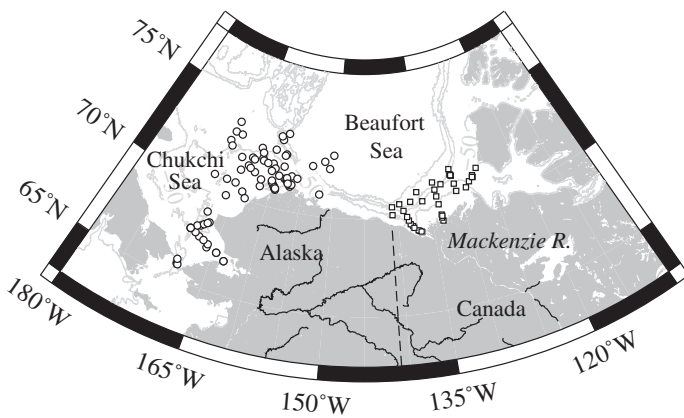 75°N
70°N
65°N
Beaufort
Sea
Chukchi
Sea
Alaska
Mackenzie R.
Canada
180°W
165°W
150°W
135°W
120°W